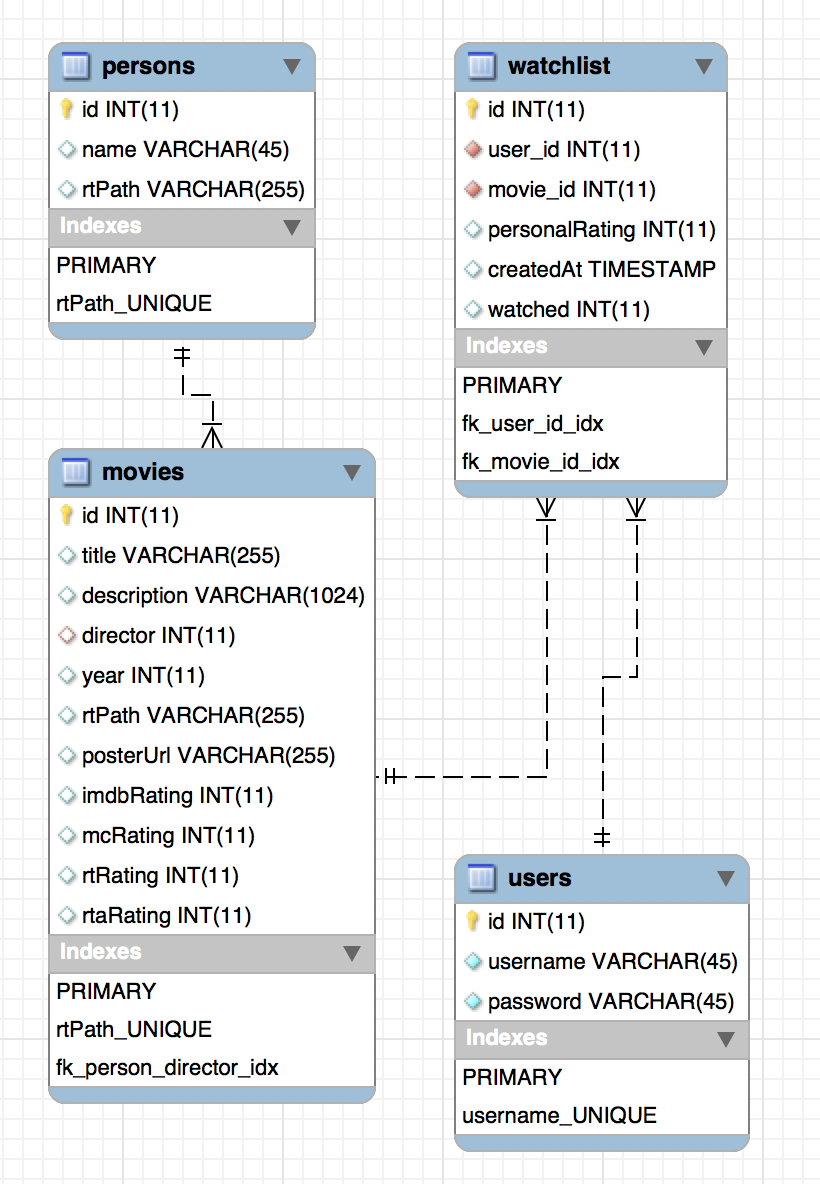 persons
id INT(11)
name VARCHAR(45)
rtPath VARCHAR(255)
Indexes
PRIMARY
rtPath_UNIQUE
movies
id INT(11)
title VARCHAR(255)
description VARCHAR(1024)
director INT(11)
year INT(11)
rtPath VARCHAR(255)
posterUrl VARCHAR(255)
imdbRating INT(11)
mcRating INT(11)
rtRating INT(11)
rtaRating INT(11)
Indexes
PRIMARY
rtPath_UNIQUE
fk_person_director_idx
watchlist
id INT(11)
user_id INT(11)
movie_id INT(11)
personalRating INT(11)
createdAt TIMESTAMP
watched INT(11)
Indexes
PRIMARY
fk_user_id_idx
fk_movie_id_idx
users
id INT(11)
username VARCHAR(45)
password VARCHAR(45)
Indexes
PRIMARY
username_UNIQUE